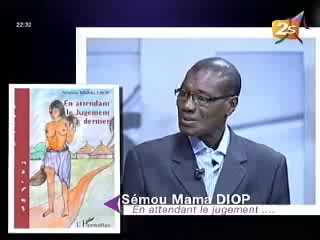 22:32
2s
Sémou MaMa DIOP
En attendant
le Jugement
dernier
L'Harmattan
Sémou Mama DIOP
En attendant le jugement ....